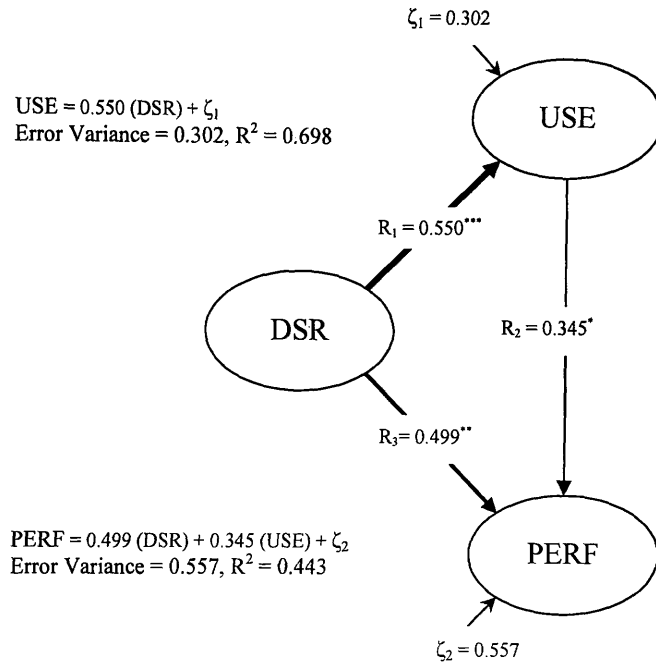 ζ₁ = 0.302
USE = 0.550 (DSR) + ζ₁
Error Variance = 0.302, R² = 0.698
USE
R₁ = 0.550***
DSR
R₂ = 0.345*
R₃= 0.499**
PERF = 0.499 (DSR) + 0.345 (USE) + ζ₂
Error Variance = 0.557, R² = 0.443
PERF
ζ₂ = 0.557